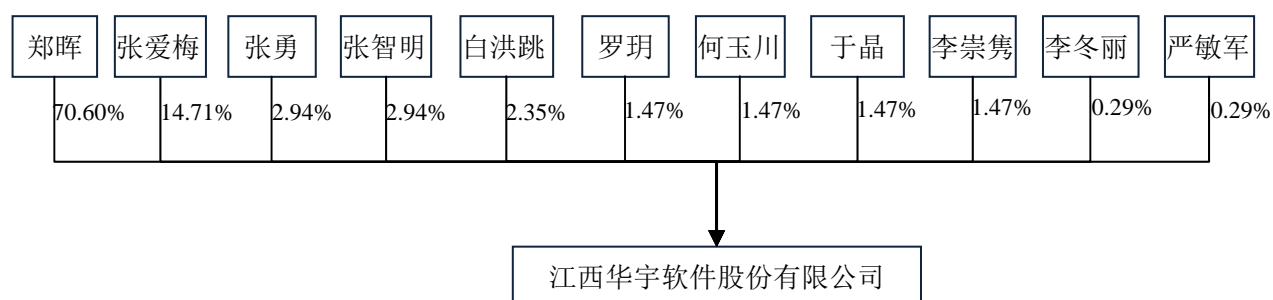 郑晖 张爱梅 张勇 张智明 白洪跳 罗玥 何玉川 于晶 李崇隽 李冬丽 严敏军
70.60% 14.71% 2.94% 2.94% 2.35% 1.47% 1.47% 1.47% 1.47% 0.29% 0.29%
江西华宇软件股份有限公司